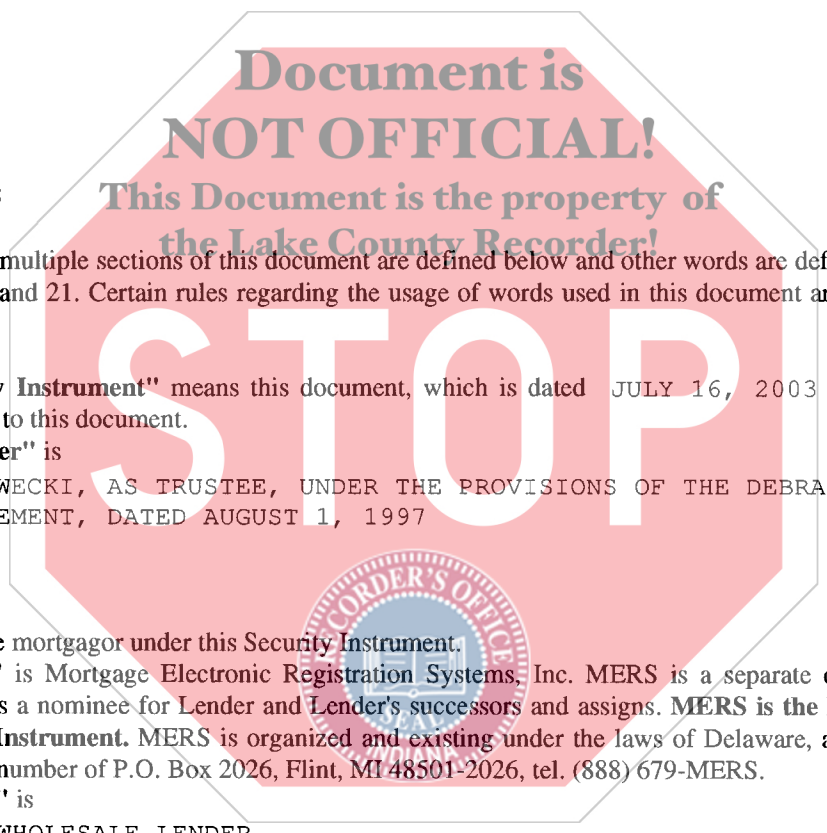 Document is
NOT OFFICIAL!
This Document is the property of
the Lake County Recorder!
multiple sections of this document are defined below and other words are def
and 21. Certain rules regarding the usage of words used in this document a
STOP
Instrument" means this document, which is dated JULY 16, 2003
to this document.
er" is
WECKI, AS TRUSTEE, UNDER THE PROVISIONS OF THE DEBRA
EMENT, DATED AUGUST 1, 1997
RECORDER'S OFFICE
mortgagor under this Security Instrument.
" is Mortgage Electronic Registration Systems, Inc. MERS is a separate
s a nominee for Lender and Lender's successors and assigns. MERS is the
SEAL
Instrument. MERS is organized and existing under the laws of Delaware, a
INDIANA
number of P.O. Box 2026, Flint, MI 48501-2026, tel. (888) 679-MERS.
" is
WHOLESALE LENDER